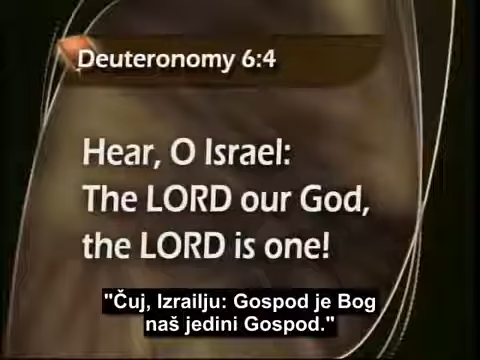 Deuteronomy 6:4
Hear, O Israel:
The LORD our God,
the LORD is one!
"Čuj, Izrailju: Gospod je Bog
naš jedini Gospod."